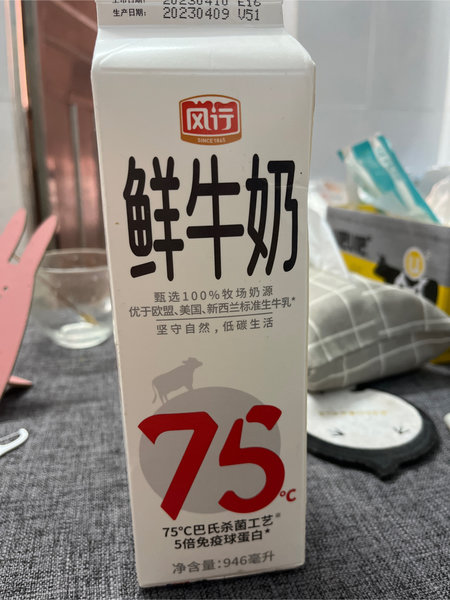 生产日期: 20230409 V51
风行
SINCE 1865
鲜牛奶
甄选100%牧场奶源
优于欧盟、美国、新西兰标准生牛乳*
坚守自然，低碳生活
75℃
75℃巴氏杀菌工艺※
5倍免疫球蛋白*
净含量: 946毫升